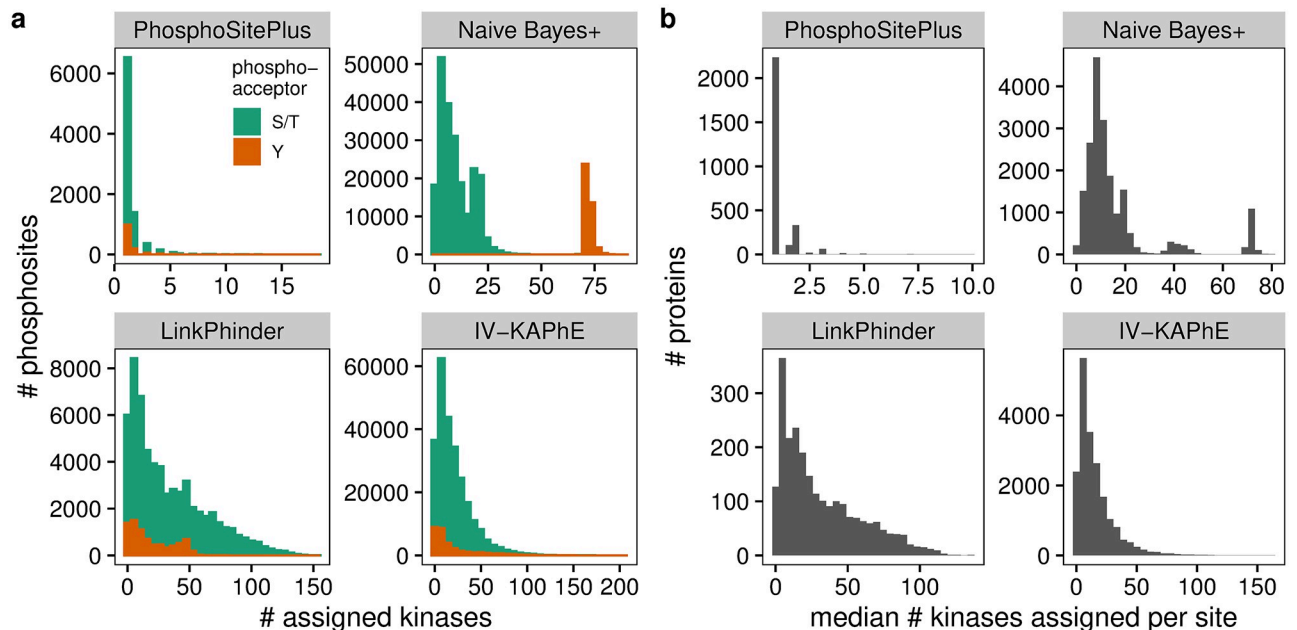 a
b
PhosphoSitePlus
Naive Bayes+
PhosphoSitePlus
Naive Bayes+
6000
4000
2000
0
0 5 10 15
phospho−
acceptor
S/T
Y
50000
40000
30000
20000
10000
0
0 25 50 75
2000
1500
1000
500
0
2.5 5.0 7.5 10.0
4000
3000
2000
1000
0
0 20 40 60 80
# phosphosites
# proteins
LinkPhinder
IV−KAPhE
LinkPhinder
IV−KAPhE
8000
6000
4000
2000
0
0 50 100 150
60000
40000
20000
0
0 50 100 150 200
300
200
100
0
0 50 100
4000
2000
0
0 50 100 150
# assigned kinases
median # kinases assigned per site